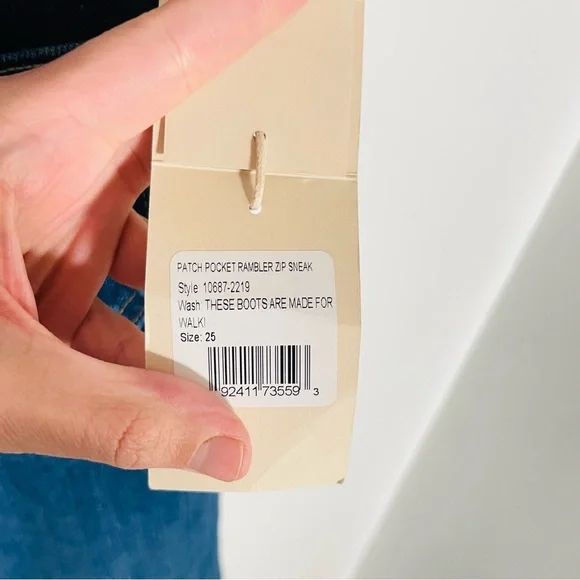 PATCH POCKET RAMBLER ZIP SNEAK
Style: 10687-2219
Wash: THESE BOOTS ARE MADE FOR
WALKI
Size: 25
92411 73559 3